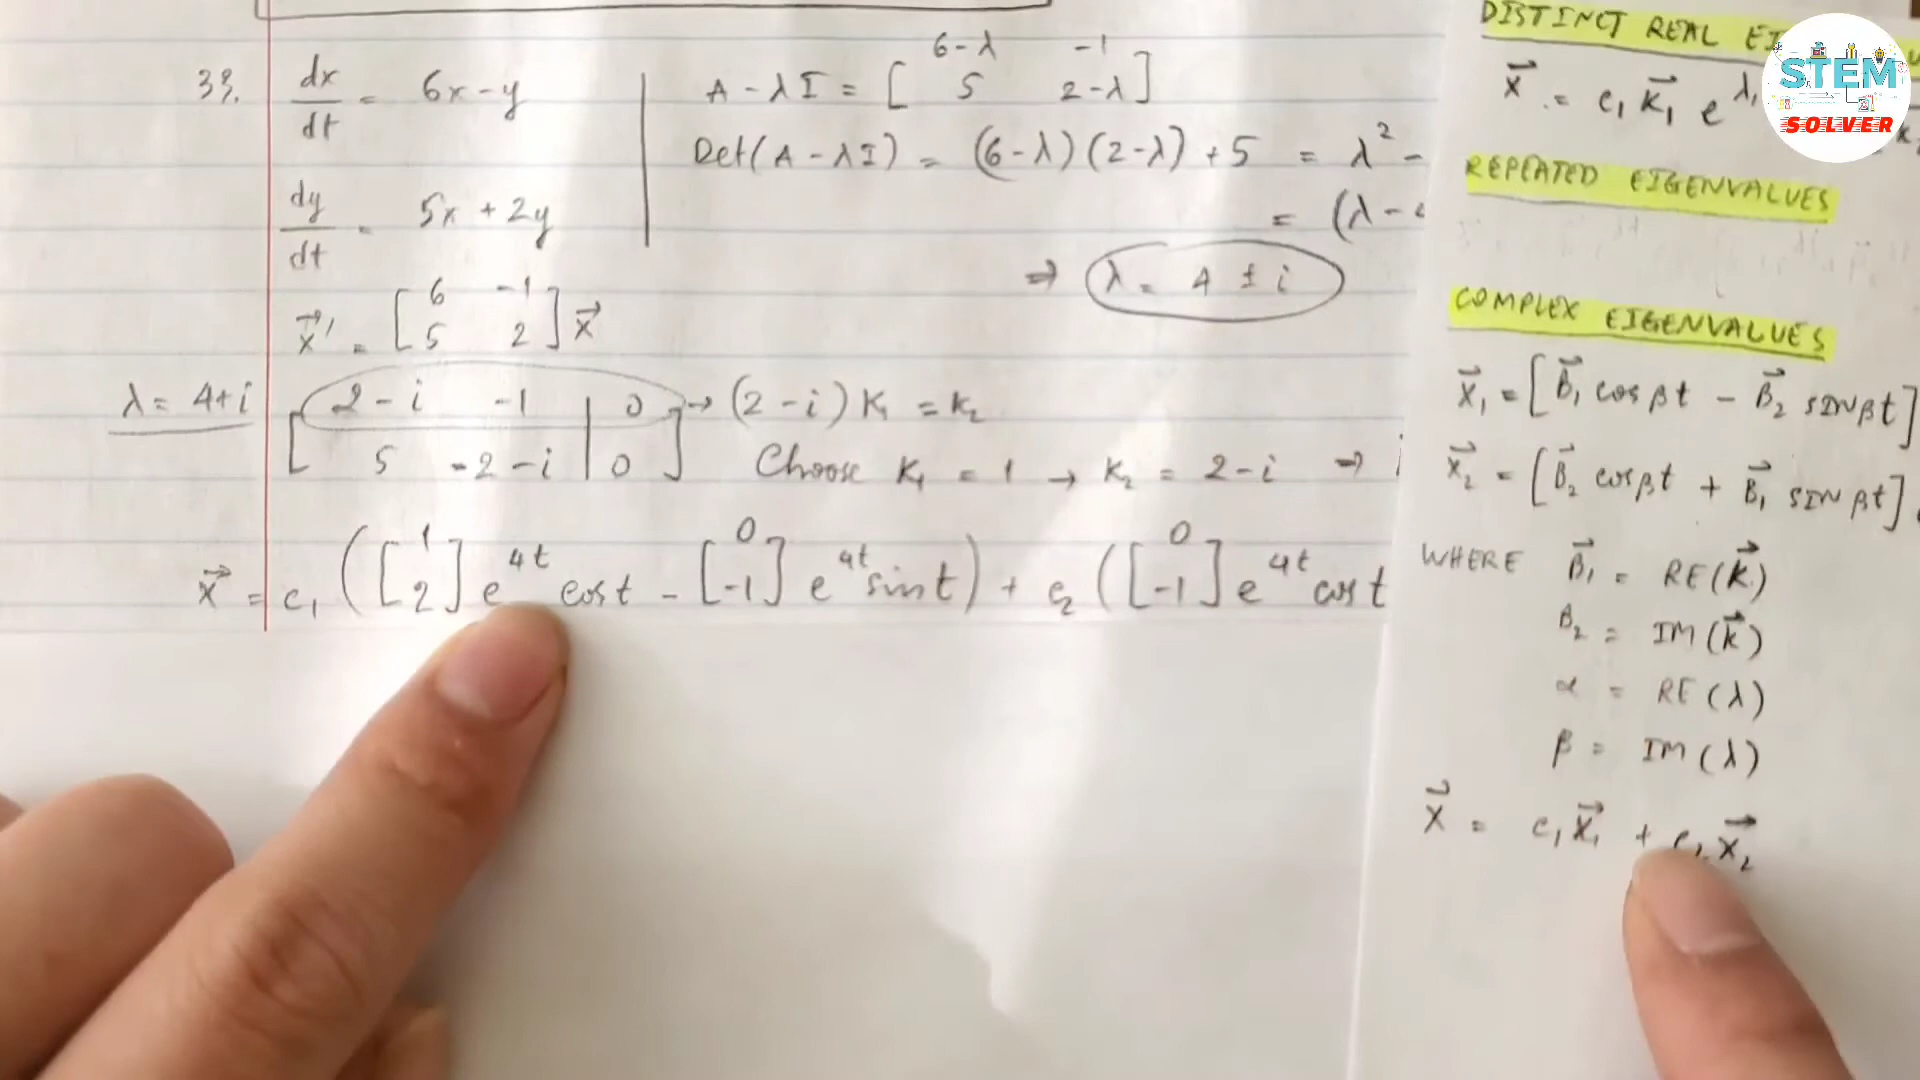 33. dx/dt = 6x - y
dy/dt = 5x + 2y
x⃗' = [6 -1; 5 2] x⃗
A - λI = [6-λ -1; 5 2-λ]
Det(A - λI) = (6-λ)(2-λ) + 5 = λ² -
= (λ -
⇒ λ = 4 ± i
λ = 4+i [2-i -1 | 0; 5 -2-i | 0] → (2-i)K₁ = K₂
Choose K₁ = 1 → K₂ = 2-i ⇒
x⃗ = c₁([1; 2] e^4t cos t - [0; -1] e^4t sin t) + c₂([0; -1] e^4t cos t
DISTINCT REAL
x⃗ = c₁ K⃗₁ e^λ₁
REPEATED EIGENVALUES
COMPLEX EIGENVALUES
x⃗₁ = [B⃗₁ cos βt - B⃗₂ SIN βt]
x⃗₂ = [B⃗₂ cos βt + B⃗₁ SIN βt]
WHERE B⃗₁ = RE(K⃗)
B₂ = IM(K⃗)
α = RE(λ)
β = IM(λ)
x⃗ = c₁x⃗₁ + c₂x⃗₂
STEM
SOLVER